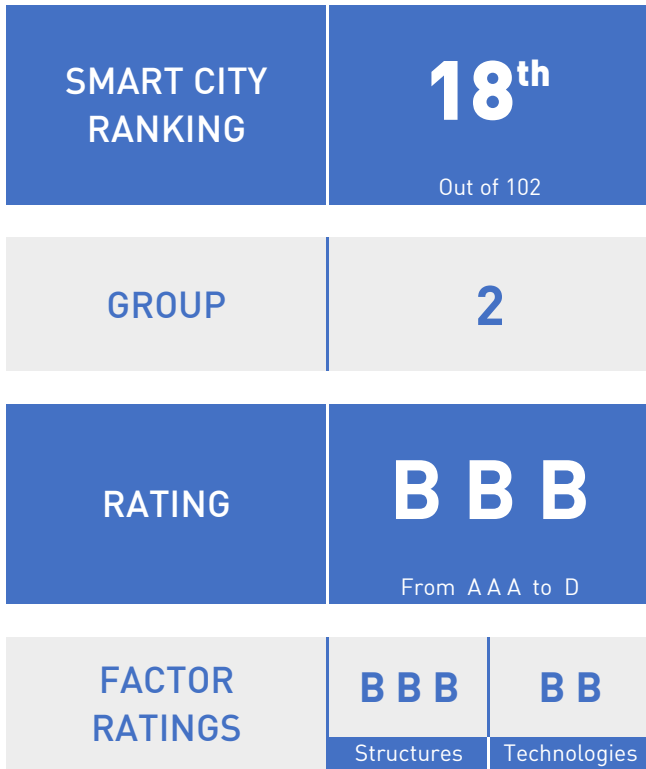 SMART CITY
RANKING
18th
Out of 102
GROUP
2
RATING
B B B
From A A A to D
FACTOR
RATINGS
B B B
B B
Structures
Technologies